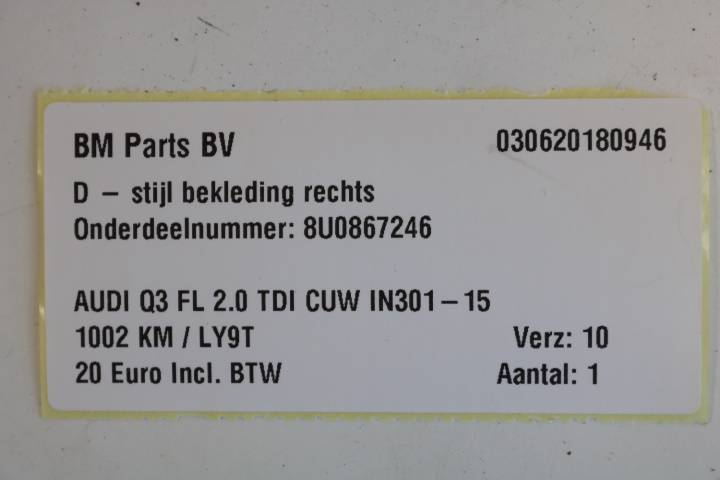 BM Parts BV 030620180946
D – stijl bekleding rechts
Onderdeelnummer: 8U0867246
AUDI Q3 FL 2.0 TDI CUW IN301–15
1002 KM / LY9T Verz: 10
20 Euro Incl. BTW Aantal: 1